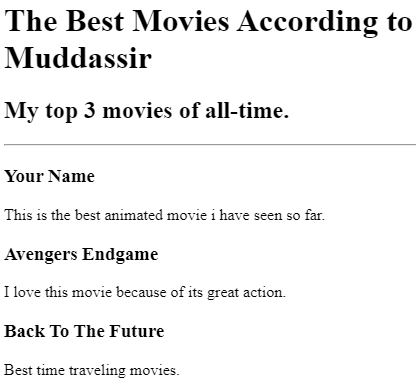 The Best Movies According to
Muddassir
My top 3 movies of all-time.
Your Name
This is the best animated movie i have seen so far.
Avengers Endgame
I love this movie because of its great action.
Back To The Future
Best time traveling movies.